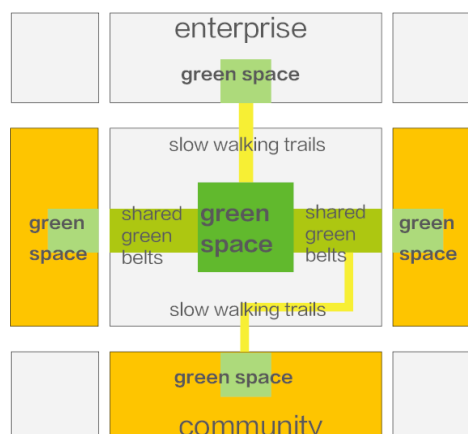 enterprise
green space
slow walking trails
green
space
shared
green
belts
green
space
shared
green
belts
green
space
slow walking trails
green space
community